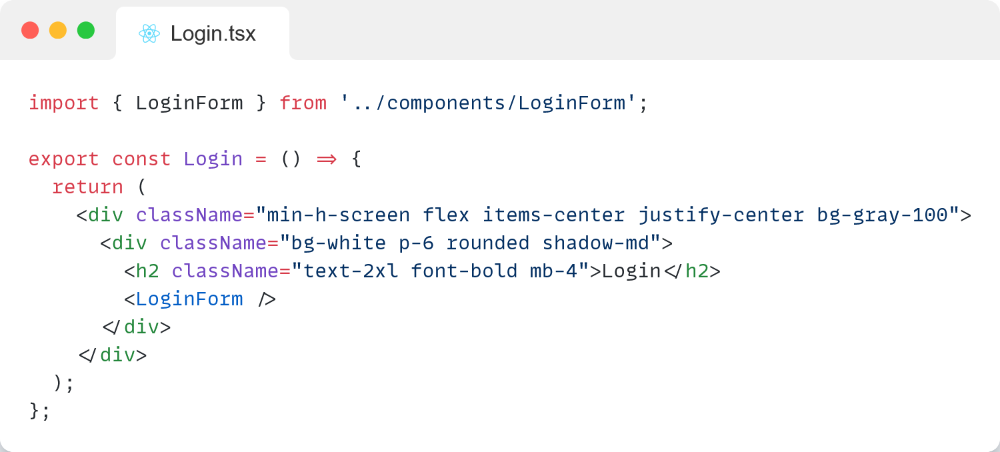 Login.tsx
import { LoginForm } from '../components/LoginForm';
export const Login = () => {
  return (
    <div className="min-h-screen flex items-center justify-center bg-gray-100">
      <div className="bg-white p-6 rounded shadow-md">
        <h2 className="text-2xl font-bold mb-4">Login</h2>
        <LoginForm />
      </div>
    </div>
  );
};